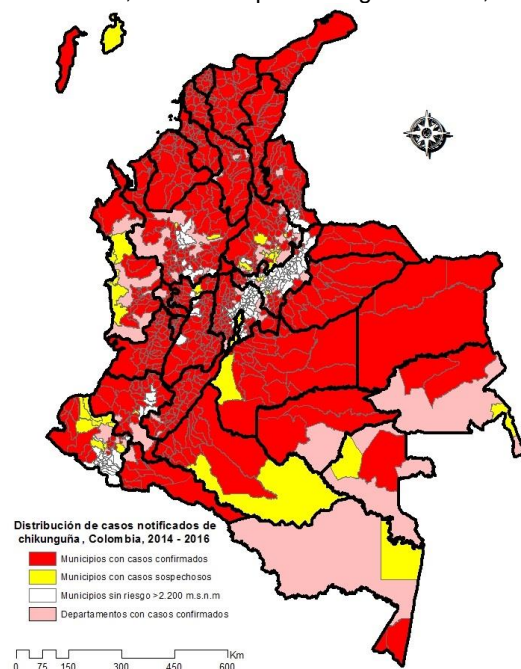 Distribución de casos notificados de
chikunguña, Colombia, 2014 - 2016
Municipios con casos confirmados
Municipios con casos sospechosos
Municipios sin riesgo >2.200 m.s.n.m
Departamentos con casos confirmados
Km
0 75 150 300 450 600